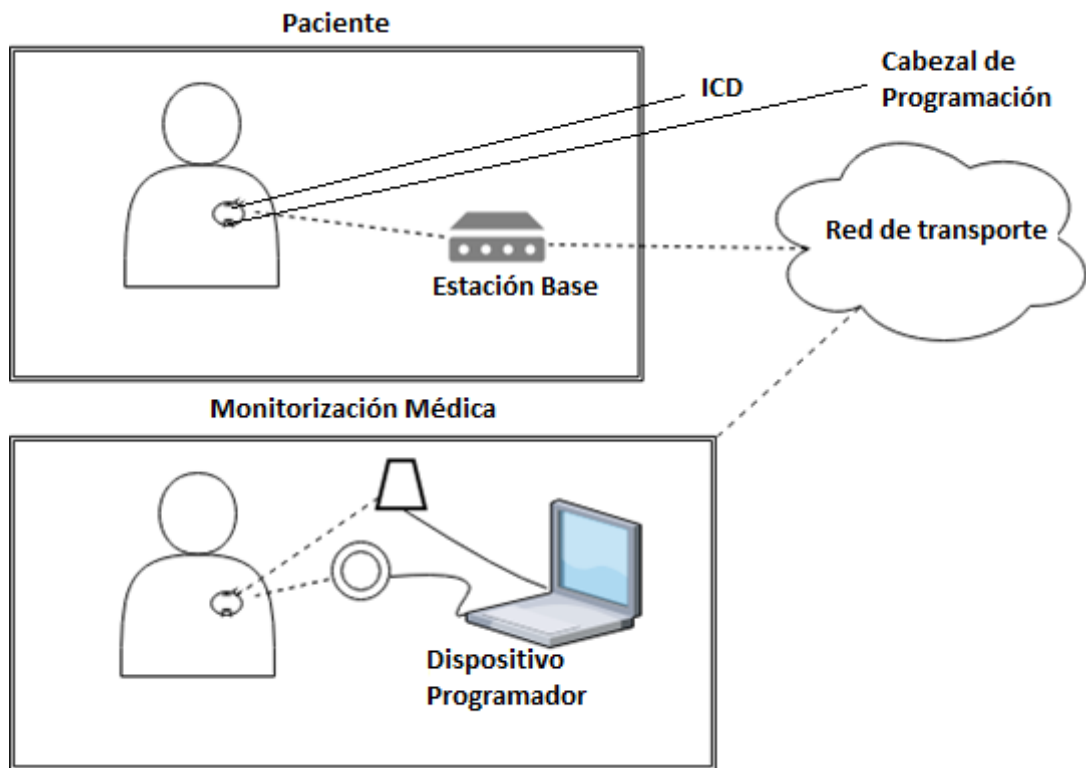 Paciente
ICD
Cabezal de
Programación
Red de transporte
Estación Base
Monitorización Médica
Dispositivo
Programador